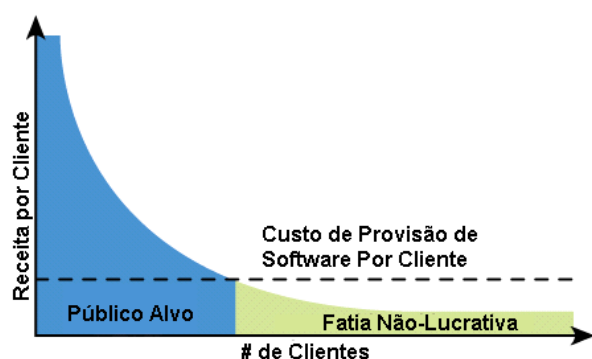 Receita por Cliente
Custo de Provisão de
Software Por Cliente
Público Alvo
Fatia Não-Lucrativa
# de Clientes